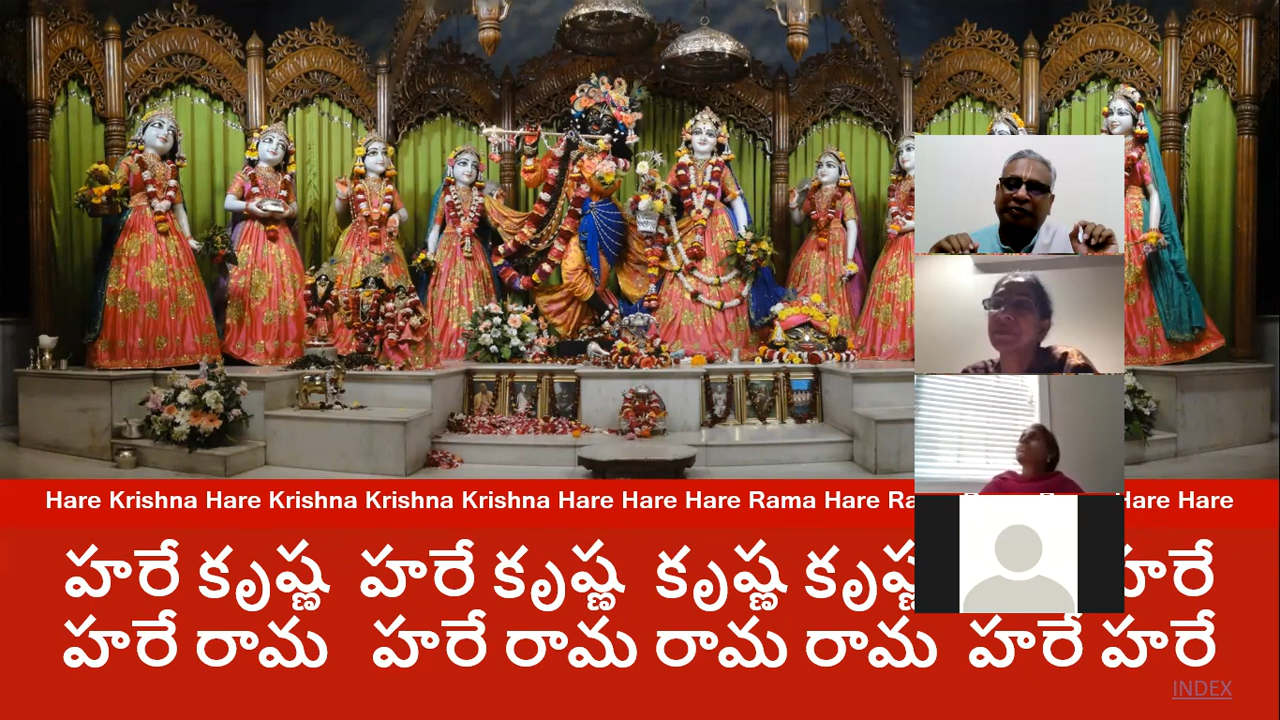 Hare Krishna Hare Krishna Krishna Krishna Hare Hare Hare Rama Hare Hare Hare
హరే కృష్ణ హరే కృష్ణ కృష్ణ హరే
హరే రామ హరే రామ రామ రామ హరే హరే
INDEX